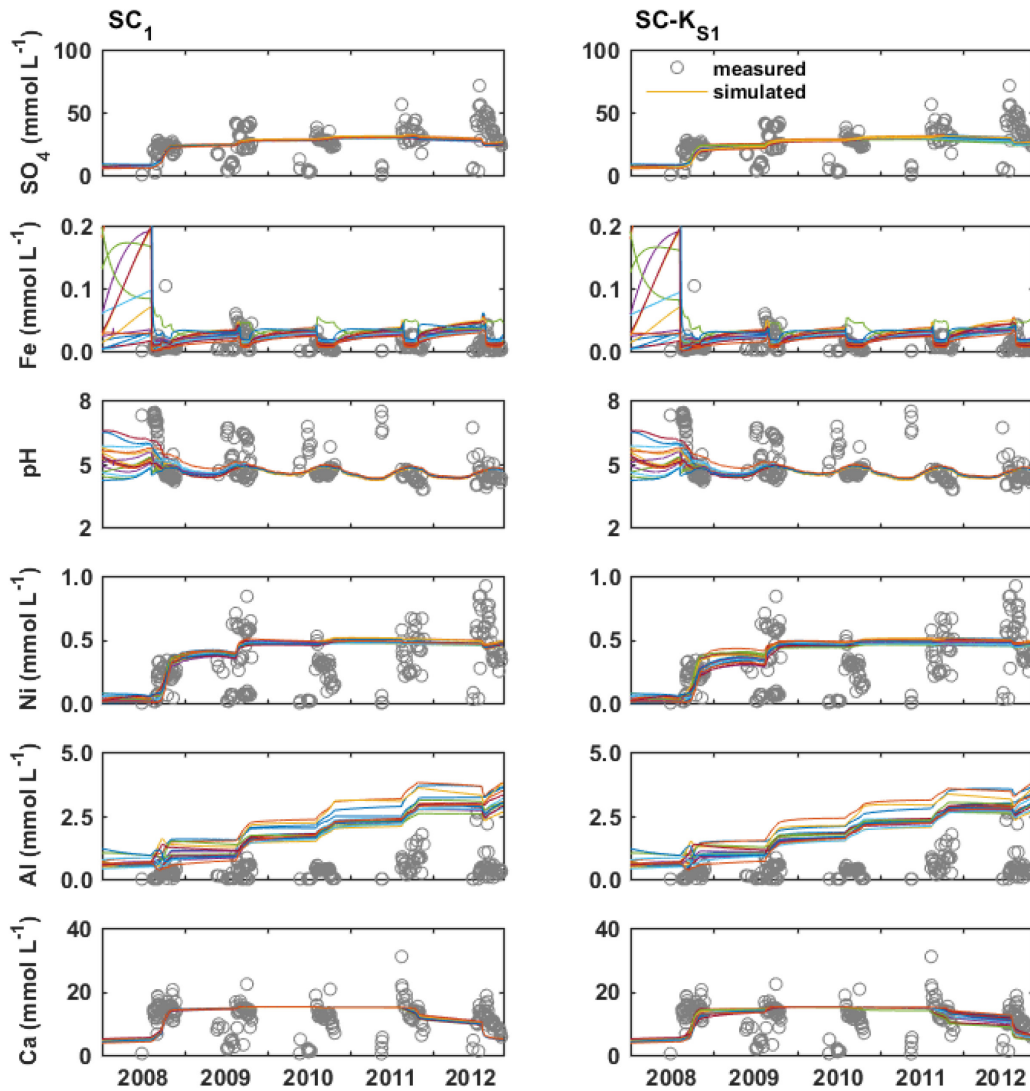 SC1 SC-KS1
100 100
measured
simulated
SO4 (mmol L-1)
50 50
0 0
0.2 0.2
Fe (mmol L-1)
0.1 0.1
0.0 0.0
8 8
pH
5 5
2 2
1.0 1.0
Ni (mmol L-1)
0.5 0.5
0.0 0.0
5.0 5.0
Al (mmol L-1)
2.5 2.5
0.0 0.0
40 40
Ca (mmol L-1)
20 20
0 0
2008 2009 2010 2011 2012 2008 2009 2010 2011 2012